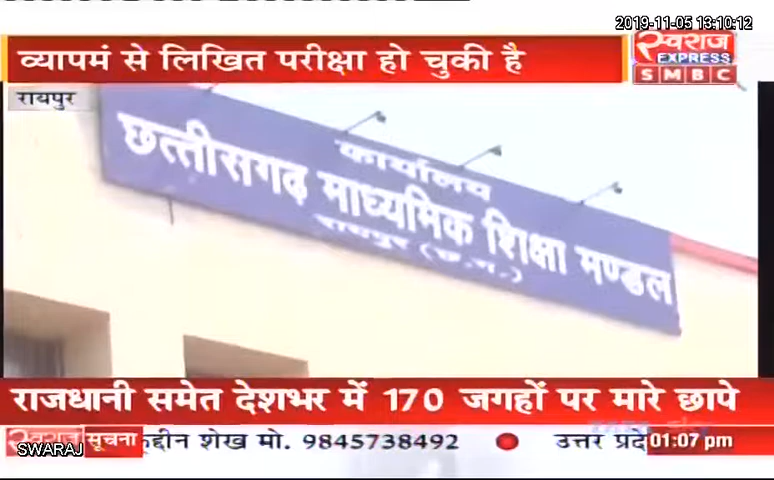 2019-11-05 13:10:12
व्यापमं से लिखित परीक्षा हो चुकी है
स्वराज
EXPRESS
SMBC
रायपुर
कार्यालय
छत्तीसगढ़ माध्यमिक शिक्षा मण्डल
रायपुर (छ.ग.)
राजधानी समेत देशभर में 170 जगहों पर मारे छापे
स्वराज सूचना
द्दीन शेख मो. 9845738492 उत्तर प्रदे
01:07 pm
SWARAJ